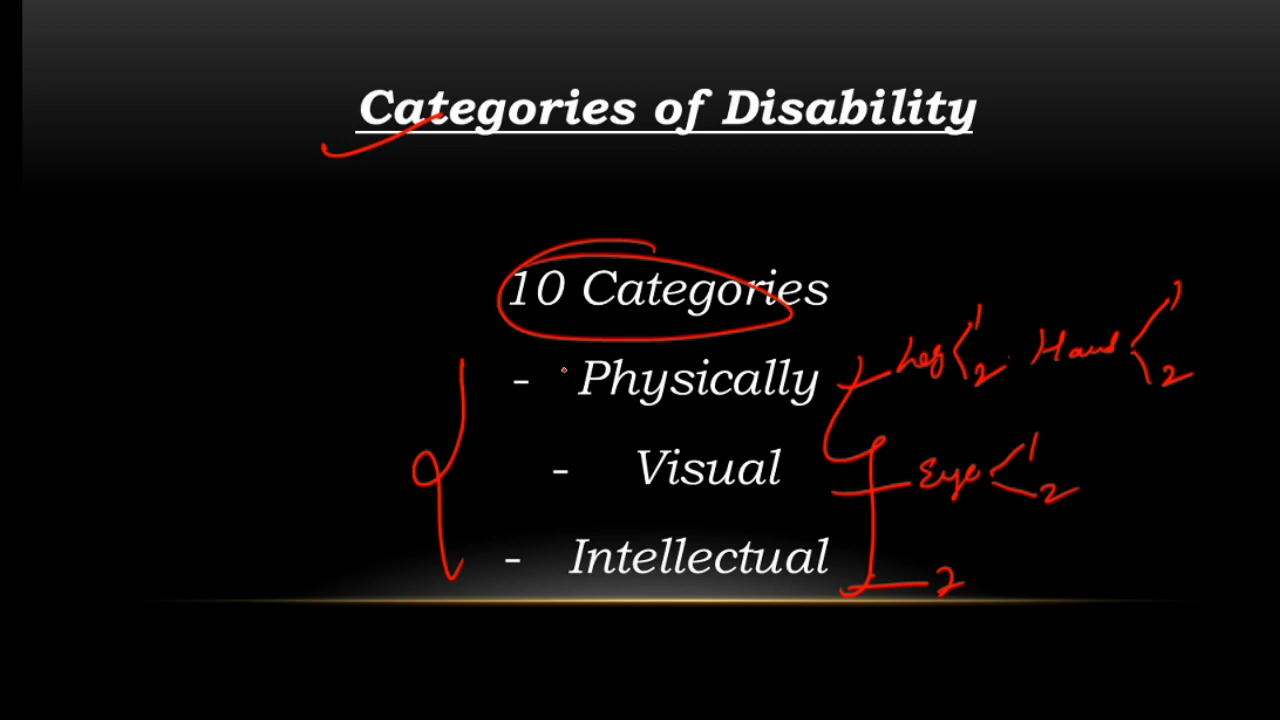 Categories of Disability
10 Categories
- Physically
Leg 1 2 Hand 1 2
- Visual
Eye 1 2
- Intellectual
2